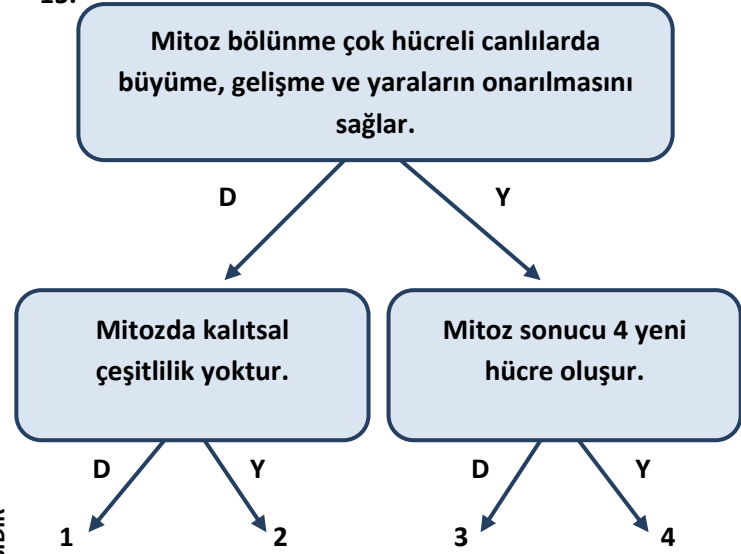 15.
Mitoz bölünme çok hücreli canlılarda
büyüme, gelişme ve yaraların onarılmasını
sağlar.
D Y
Mitozda kalıtsal
çeşitlilik yoktur.
Mitoz sonucu 4 yeni
hücre oluşur.
D Y D Y
1 2 3 4